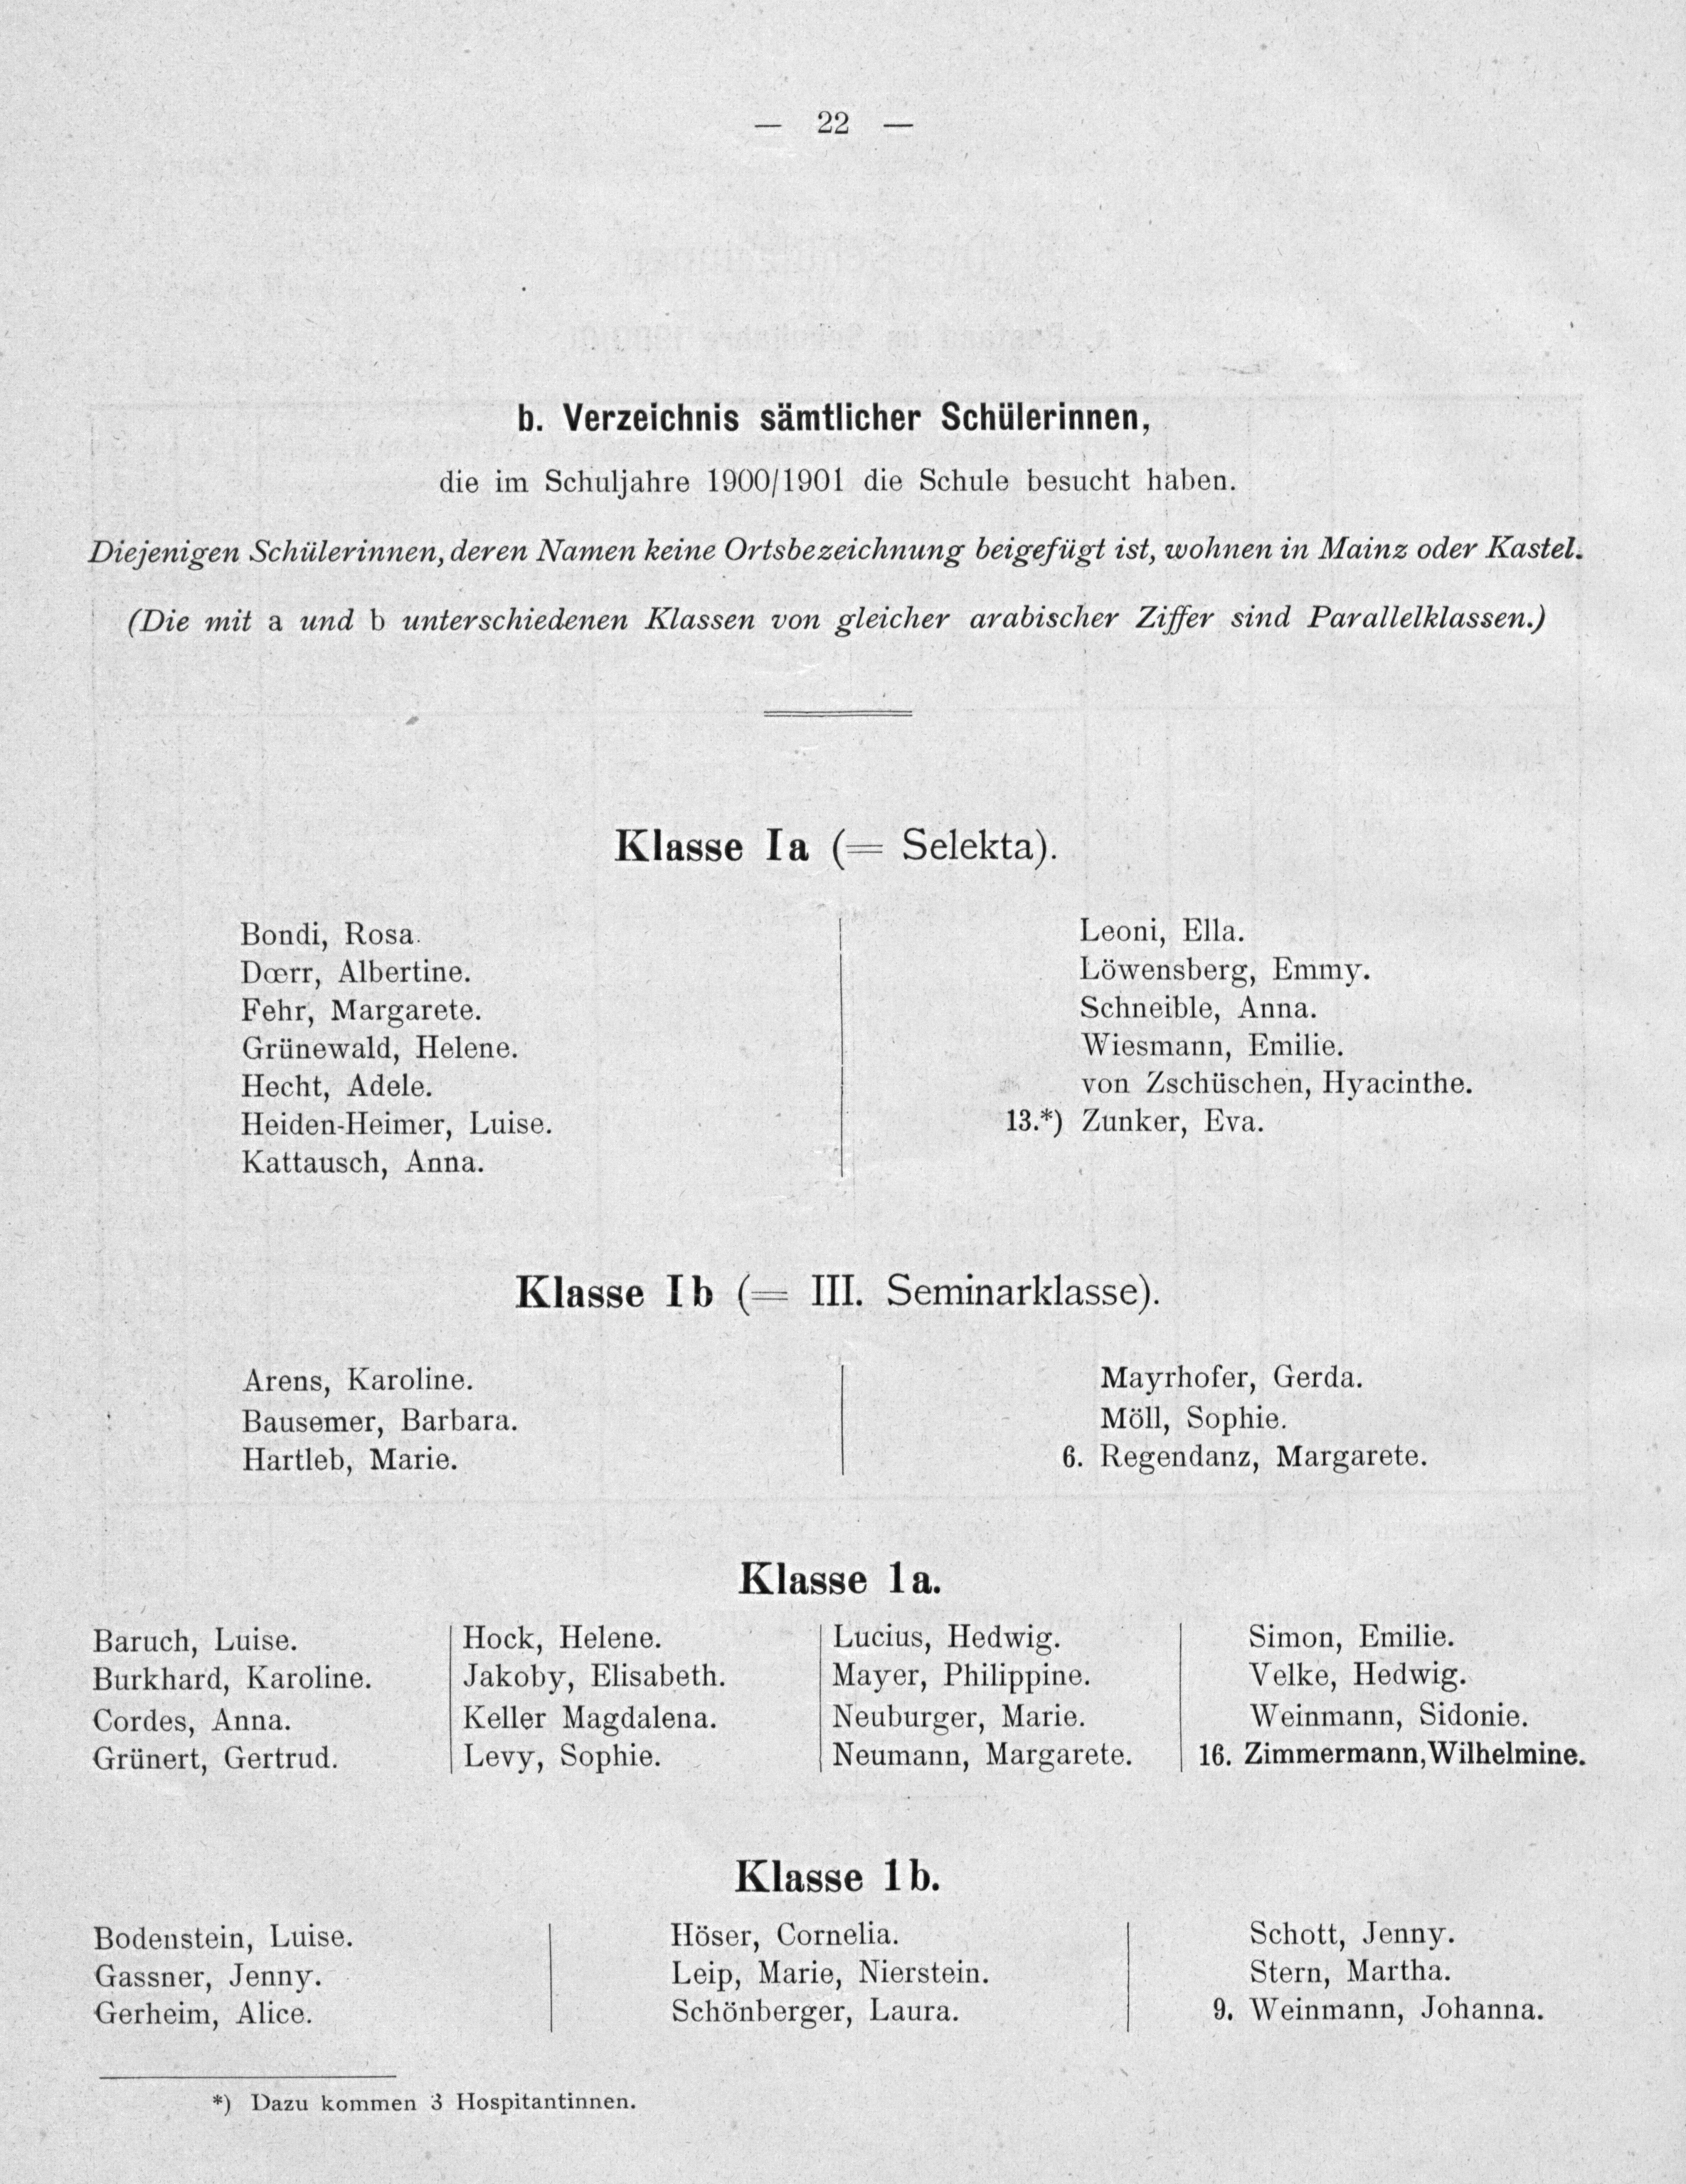 — 22 —
b. Verzeichnis sämtlicher Schülerinnen,
die im Schuljahre 1900/1901 die Schule besucht haben.
Diejenigen Schülerinnen, deren Namen keine Ortsbezeichnung beigefügt ist, wohnen in Mainz oder Kastel.
(Die mit a und b unterschiedenen Klassen von gleicher arabischer Ziffer sind Parallelklassen.)
Klasse Ia (= Selekta).
Bondi, Rosa.
Dœrr, Albertine.
Fehr, Margarete.
Grünewald, Helene.
Hecht, Adele.
Heiden-Heimer, Luise.
Kattausch, Anna.
Leoni, Ella.
Löwensberg, Emmy.
Schneible, Anna.
Wiesmann, Emilie.
von Zschüschen, Hyacinthe.
13.*) Zunker, Eva.
Klasse Ib (= III. Seminarklasse).
Arens, Karoline.
Bausemer, Barbara.
Hartleb, Marie.
Mayrhofer, Gerda.
Möll, Sophie.
6. Regendanz, Margarete.
Klasse 1a.
Baruch, Luise.
Burkhard, Karoline.
Cordes, Anna.
Grünert, Gertrud.
Hock, Helene.
Jakoby, Elisabeth.
Keller Magdalena.
Levy, Sophie.
Lucius, Hedwig.
Mayer, Philippine.
Neuburger, Marie.
Neumann, Margarete.
Simon, Emilie.
Velke, Hedwig.
Weinmann, Sidonie.
16. Zimmermann, Wilhelmine.
Klasse 1b.
Bodenstein, Luise.
Gassner, Jenny.
Gerheim, Alice.
Höser, Cornelia.
Leip, Marie, Nierstein.
Schönberger, Laura.
Schott, Jenny.
Stern, Martha.
9. Weinmann, Johanna.
*) Dazu kommen 3 Hospitantinnen.